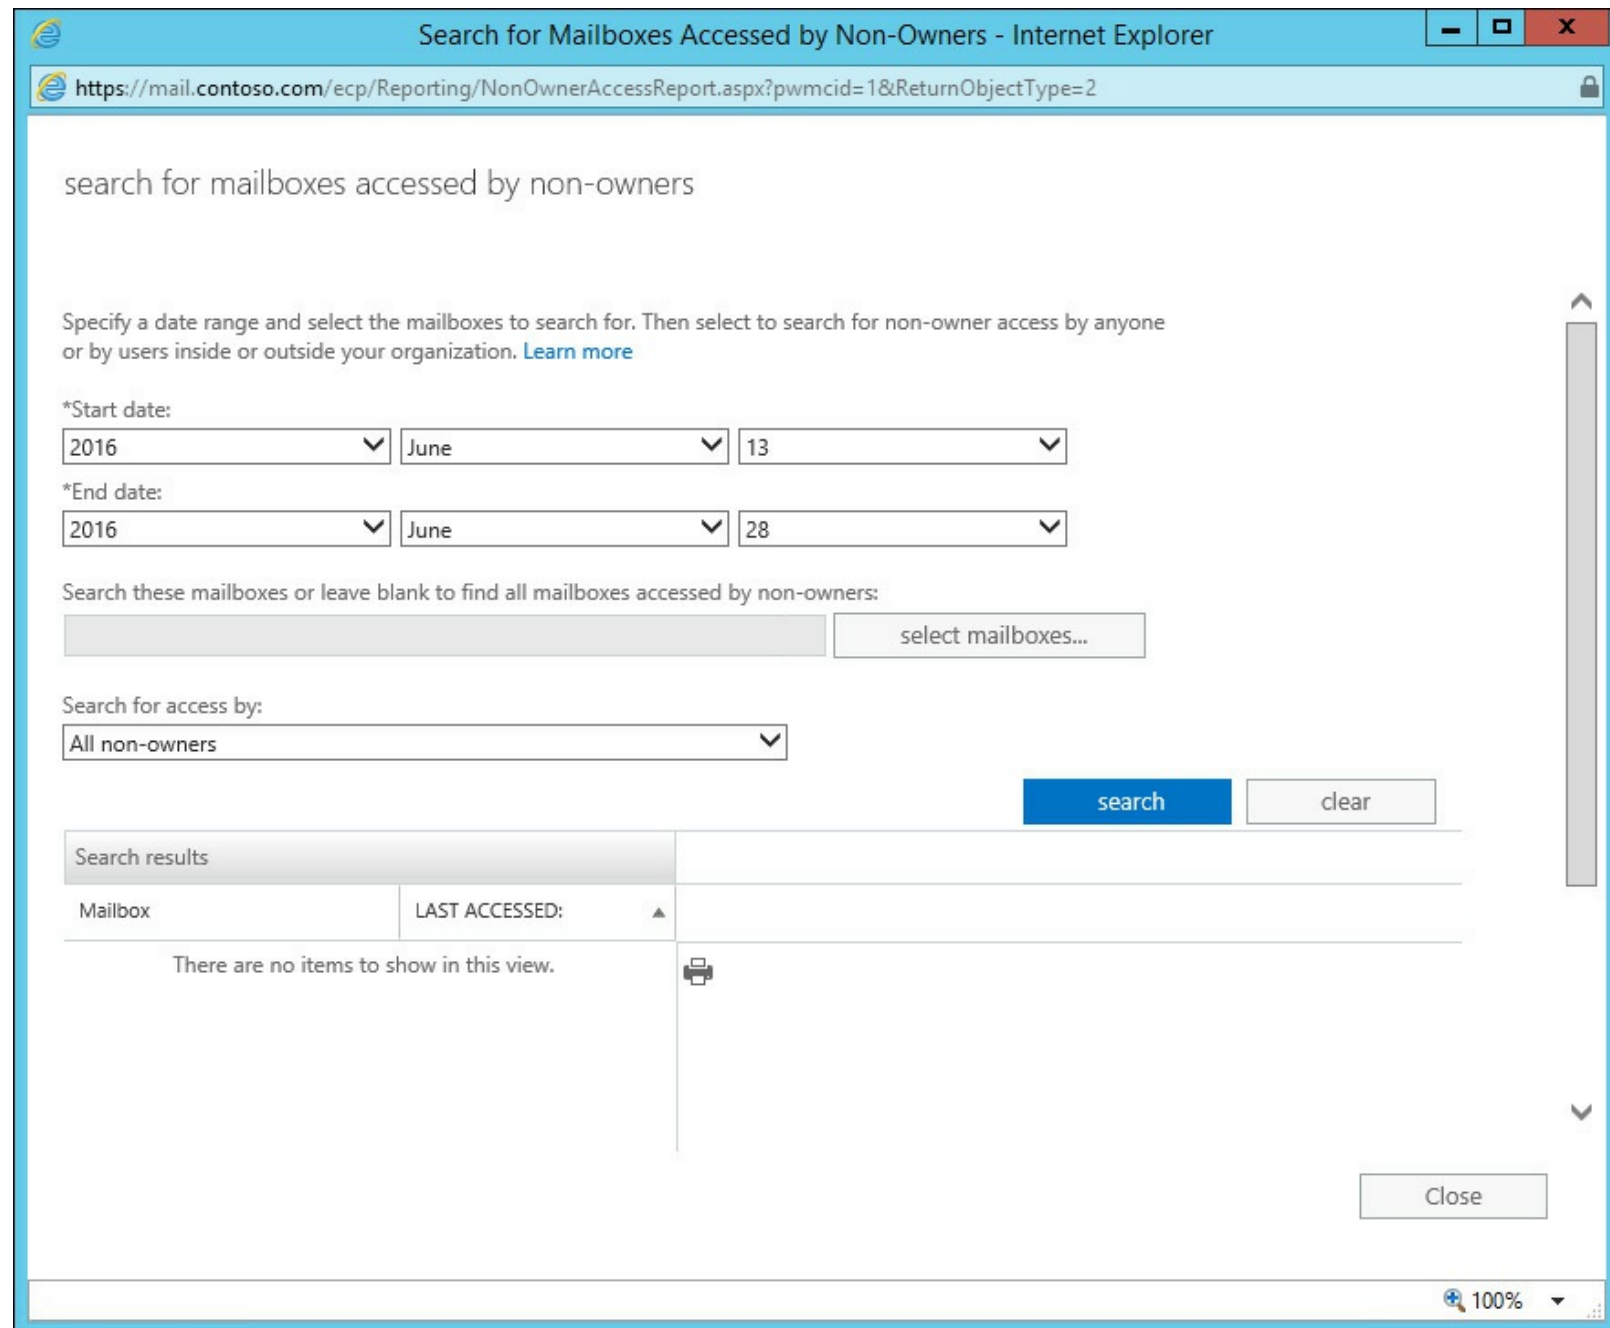 Search for Mailboxes Accessed by Non-Owners - Internet Explorer
https://mail.contoso.com/ecp/Reporting/NonOwnerAccessReport.aspx?pwmcid=1&ReturnObjectType=2
search for mailboxes accessed by non-owners
Specify a date range and select the mailboxes to search for. Then select to search for non-owner access by anyone
or by users inside or outside your organization. Learn more
*Start date:
2016 June 13
*End date:
2016 June 28
Search these mailboxes or leave blank to find all mailboxes accessed by non-owners:
select mailboxes...
Search for access by:
All non-owners
search clear
Search results
Mailbox LAST ACCESSED:
There are no items to show in this view.
Close
100%